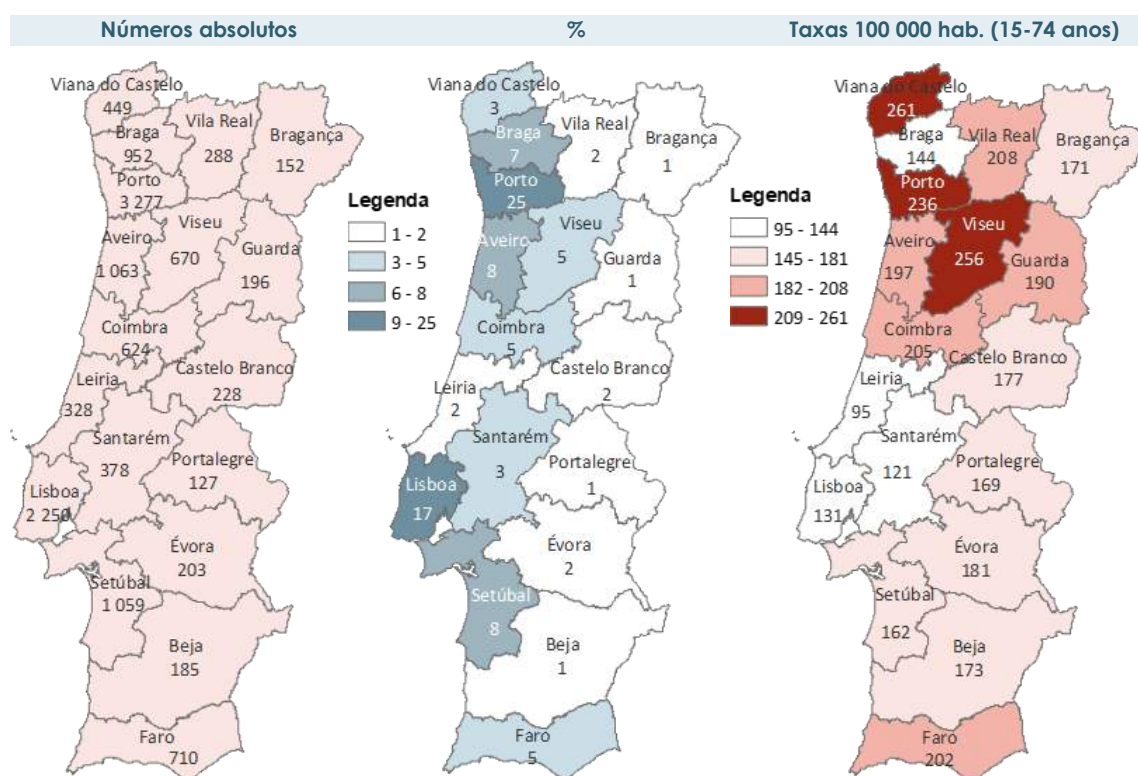 Números absolutos
%
Taxas 100 000 hab. (15-74 anos)
Viana do Castelo
449
Braga
952
Vila Real
288
Bragança
152
Porto
3 277
Aveiro
1 063
Viseu
670
Guarda
196
Coimbra
624
Castelo Branco
228
Leiria
328
Santarém
378
Portalegre
127
Lisboa
2 250
Évora
203
Setúbal
1 059
Beja
185
Faro
710
Viana do Castelo
3
Braga
7
Vila Real
2
Bragança
1
Porto
25
Legenda
1 - 2
3 - 5
6 - 8
9 - 25
Aveiro
8
Viseu
5
Guarda
1
Coimbra
5
Castelo Branco
2
Leiria
2
Santarém
3
Portalegre
1
Lisboa
17
Évora
2
Setúbal
8
Beja
1
Faro
5
Viana do Castelo
261
Braga
144
Vila Real
208
Bragança
171
Porto
236
Legenda
95 - 144
145 - 181
182 - 208
209 - 261
Aveiro
197
Viseu
256
Guarda
190
Coimbra
205
Castelo Branco
177
Leiria
95
Santarém
121
Portalegre
169
Lisboa
131
Évora
181
Setúbal
162
Beja
173
Faro
202